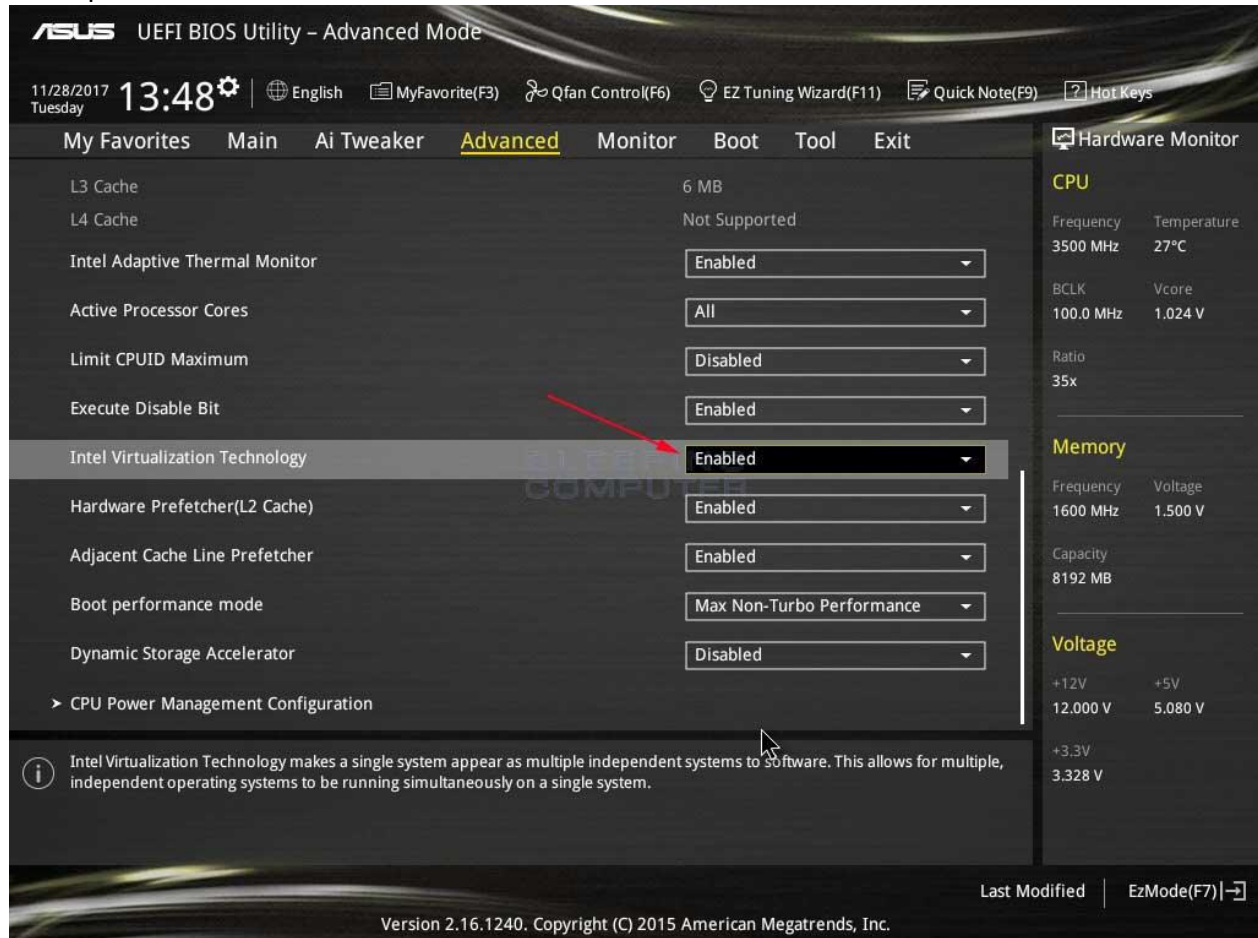 ASUS UEFI BIOS Utility – Advanced Mode
11/28/2017
Tuesday
13:48
English MyFavorite(F3) Qfan Control(F6) EZ Tuning Wizard(F11) Quick Note(F9) ? Hot Keys
My Favorites Main Ai Tweaker Advanced Monitor Boot Tool Exit
L3 Cache 6 MB
L4 Cache Not Supported
Intel Adaptive Thermal Monitor Enabled
Active Processor Cores All
Limit CPUID Maximum Disabled
Execute Disable Bit Enabled
Intel Virtualization Technology Enabled
BLEEPING
COMPUTER
Hardware Prefetcher(L2 Cache) Enabled
Adjacent Cache Line Prefetcher Enabled
Boot performance mode Max Non-Turbo Performance
Dynamic Storage Accelerator Disabled
> CPU Power Management Configuration
i Intel Virtualization Technology makes a single system appear as multiple independent systems to software. This allows for multiple,
independent operating systems to be running simultaneously on a single system.
Hardware Monitor
CPU
Frequency Temperature
3500 MHz 27°C
BCLK Vcore
100.0 MHz 1.024 V
Ratio
35x
Memory
Frequency Voltage
1600 MHz 1.500 V
Capacity
8192 MB
Voltage
+12V +5V
12.000 V 5.080 V
+3.3V
3.328 V
Last Modified EzMode(F7)
Version 2.16.1240. Copyright (C) 2015 American Megatrends, Inc.